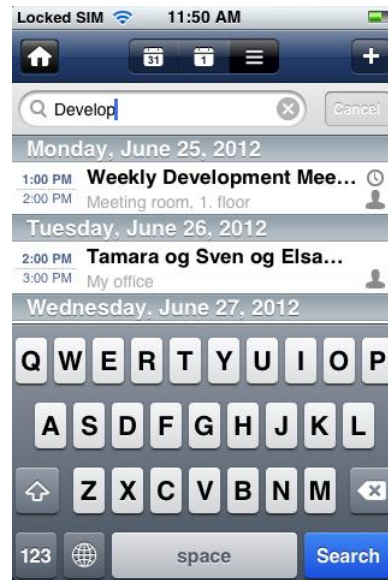 Locked SIM 11:50 AM
31 1
Develop Cancel
Monday, June 25, 2012
1:00 PM Weekly Development Mee...
2:00 PM Meeting room, 1. floor
Tuesday, June 26, 2012
2:00 PM Tamara og Sven og Elsa...
3:00 PM My office
Wednesday, June 27, 2012
Q W E R T Y U I O P
A S D F G H J K L
Z X C V B N M
123 space Search